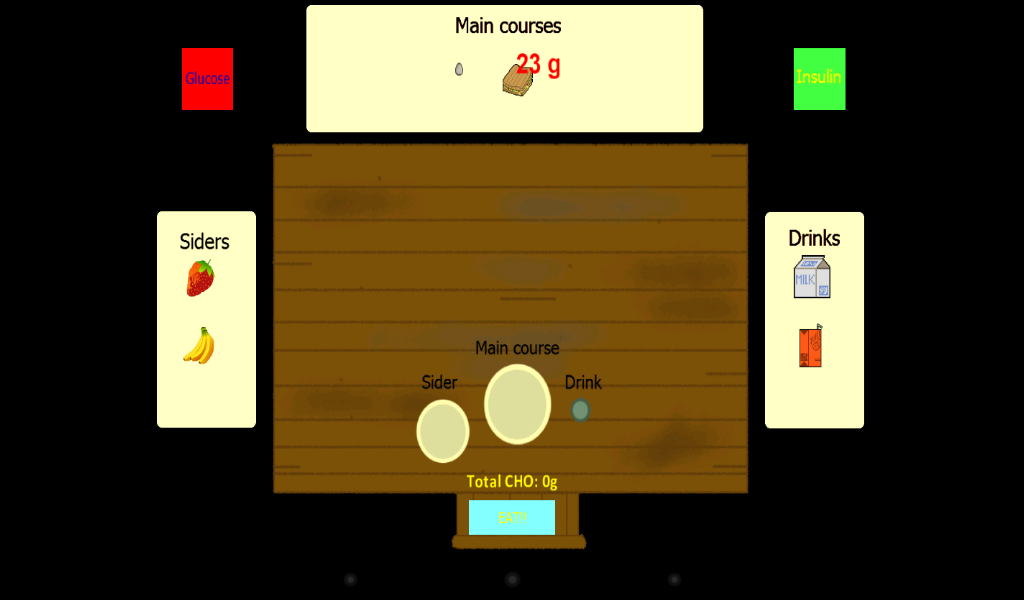 Main courses
23 g
Glucose
Insulin
Siders
Drinks
MILK
Main course
Sider
Drink
Total CHO: 0g
EAT!!